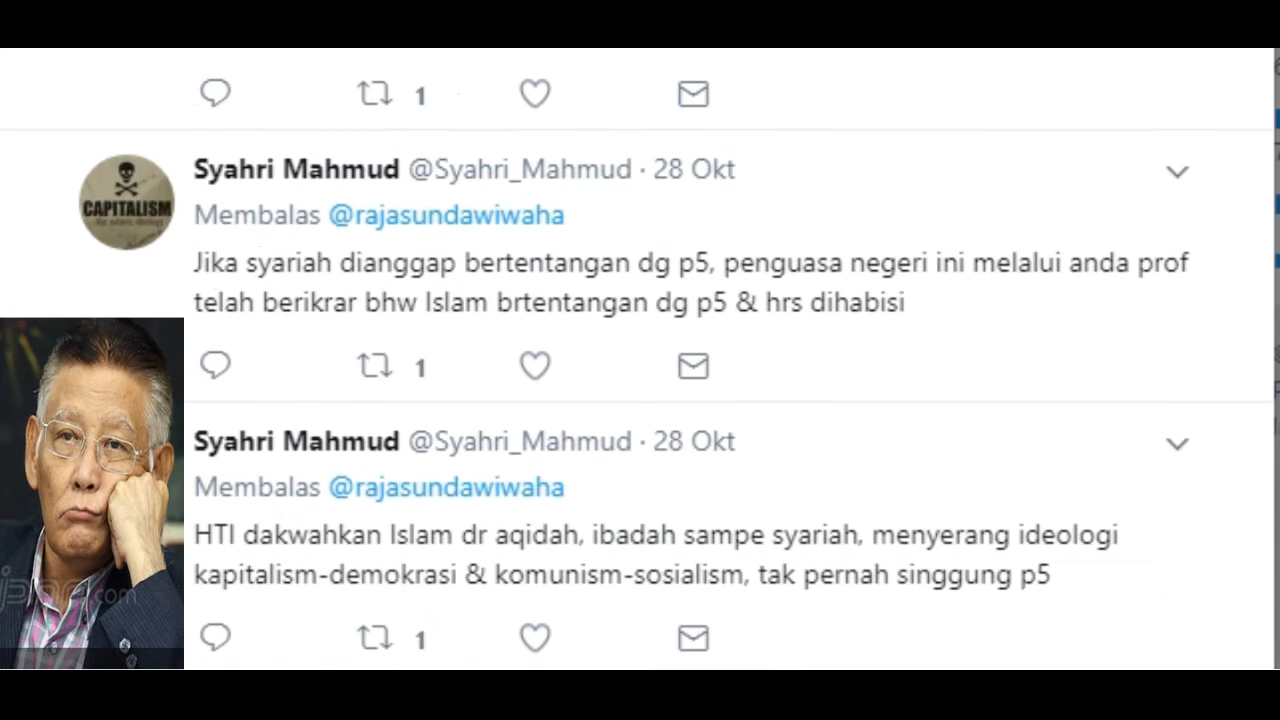 1
Syahri Mahmud @Syahri_Mahmud · 28 Okt
CAPITALISM
Membalas @rajasundawiwaha
Jika syariah dianggap bertentangan dg p5, penguasa negeri ini melalui anda prof
telah berikrar bhw Islam brtentangan dg p5 & hrs dihabisi
1
Syahri Mahmud @Syahri_Mahmud · 28 Okt
Membalas @rajasundawiwaha
HTI dakwahkan Islam dr aqidah, ibadah sampe syariah, menyerang ideologi
kapitalism-demokrasi & komunism-sosialism, tak pernah singgung p5
1